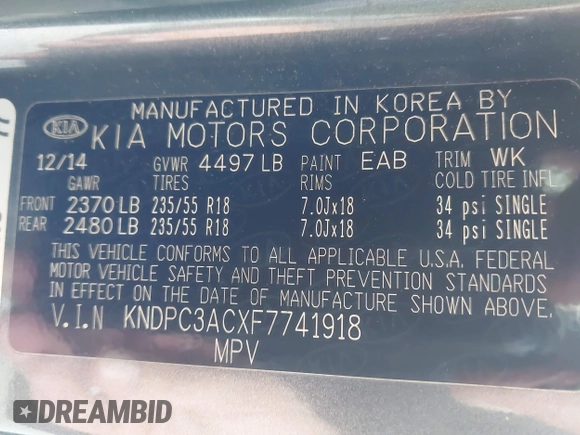 MANUFACTURED IN KOREA BY
KIA KIA MOTORS CORPORATION
12/14 GVWR 4497 LB PAINT EAB TRIM WK
GAWR TIRES RIMS COLD TIRE INFL.
FRONT 2370 LB 235/55 R18 7.0Jx18 34 psi SINGLE
REAR 2480 LB 235/55 R18 7.0Jx18 34 psi SINGLE
THIS VEHICLE CONFORMS TO ALL APPLICABLE U.S.A. FEDERAL
MOTOR VEHICLE SAFETY AND THEFT PREVENTION STANDARDS
IN EFFECT ON THE DATE OF MANUFACTURE SHOWN ABOVE.
V.I.N KNDPC3ACXF7741918
MPV
DREAMBID